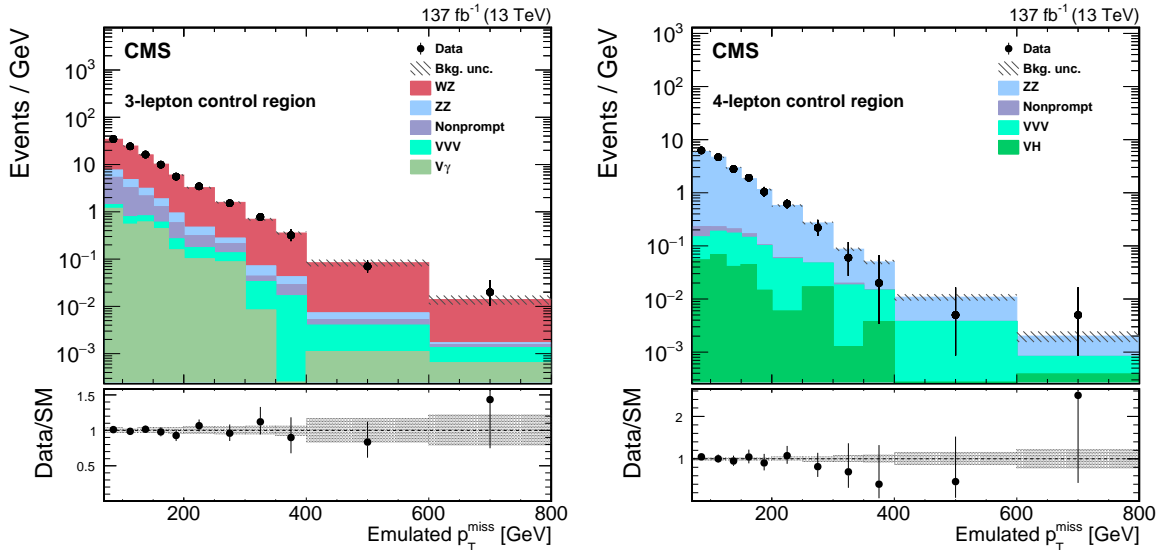 137 fb⁻¹ (13 TeV)
CMS
3-lepton control region
Data
Bkg. unc.
WZ
ZZ
Nonprompt
VVV
Vγ
Events / GeV
10³
10²
10
1
10⁻¹
10⁻²
10⁻³
Data/SM
1.5
1
0.5
200 400 600 800
Emulated p_T^miss [GeV]
137 fb⁻¹ (13 TeV)
CMS
4-lepton control region
Data
Bkg. unc.
ZZ
Nonprompt
VVV
VH
Events / GeV
10³
10²
10
1
10⁻¹
10⁻²
10⁻³
Data/SM
2
1
200 400 600 800
Emulated p_T^miss [GeV]